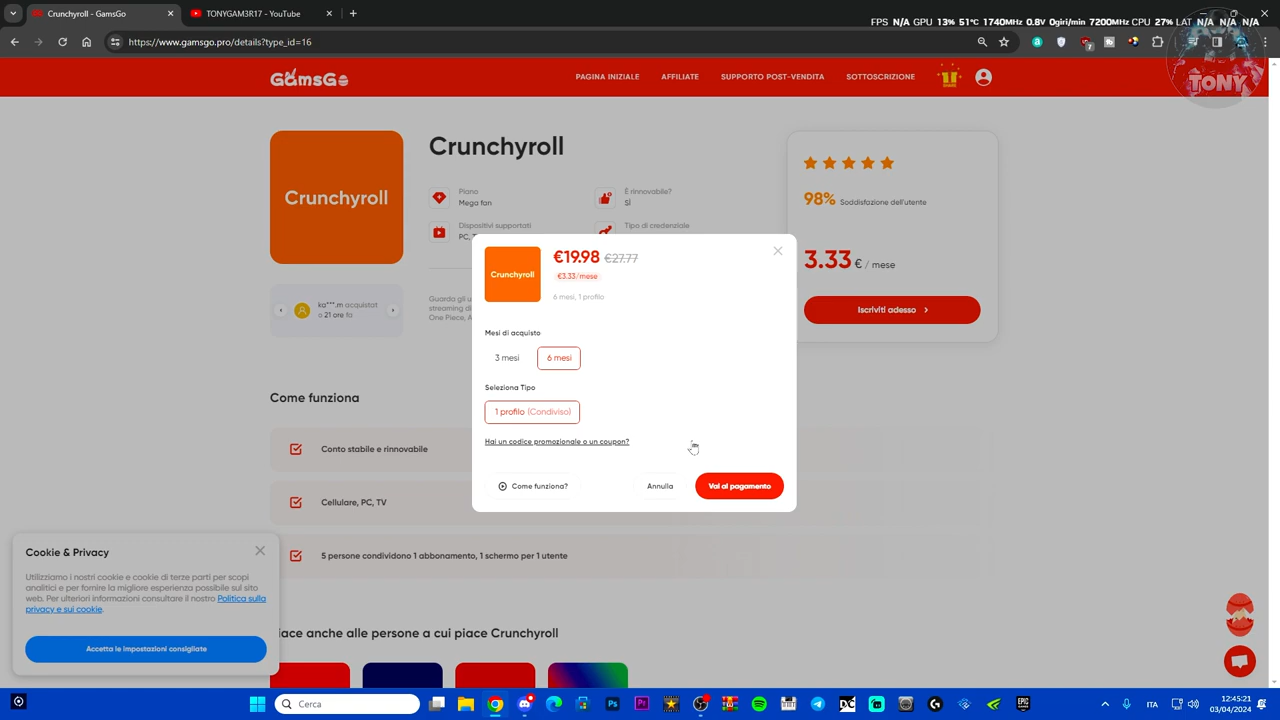 Crunchyroll - GamsGo
TONYGAM3R17 - YouTube
FPS N/A GPU 13% 51°C 1740MHz 0.8V 0giri/min 7200MHz CPU 27% LAT N/A N/A N/A
https://www.gamsgo.pro/details?type_id=16
GamsGo
PAGINA INIZIALE
AFFILIATE
SUPPORTO POST-VENDITA
SOTTOSCRIZIONE
TONY
Crunchyroll
Crunchyroll
Piano
Mega fan
È rinnovabile?
SÌ
Dispositivi supportati
PC,
Tipo di credenziale
98% Soddisfazione dell'utente
3.33 € / mese
Iscriviti adesso
ko***.m acquistat
o 21 ore fa
Guarda gli
streaming di
One Piece,
Crunchyroll
€19.98 €27.77
€3.33/mese
6 mesi, 1 profilo
Mesi di acquisto
3 mesi
6 mesi
Seleziona Tipo
1 profilo (Condiviso)
Hai un codice promozionale o un coupon?
Come funziona?
Annulla
Vai al pagamento
Come funziona
Conto stabile e rinnovabile
Cellulare, PC, TV
5 persone condividono 1 abbonamento, 1 schermo per 1 utente
Cookie & Privacy
Utilizziamo i nostri cookie e cookie di terze parti per scopi
analitici e per fornire la migliore esperienza possibile sul sito
web. Per ulteriori informazioni consultare il nostro Politica sulla
privacy e sui cookie.
Accetta le impostazioni consigliate
iace anche alle persone a cui piace Crunchyroll
Cerca
ITA
12:45:21
03/04/2024